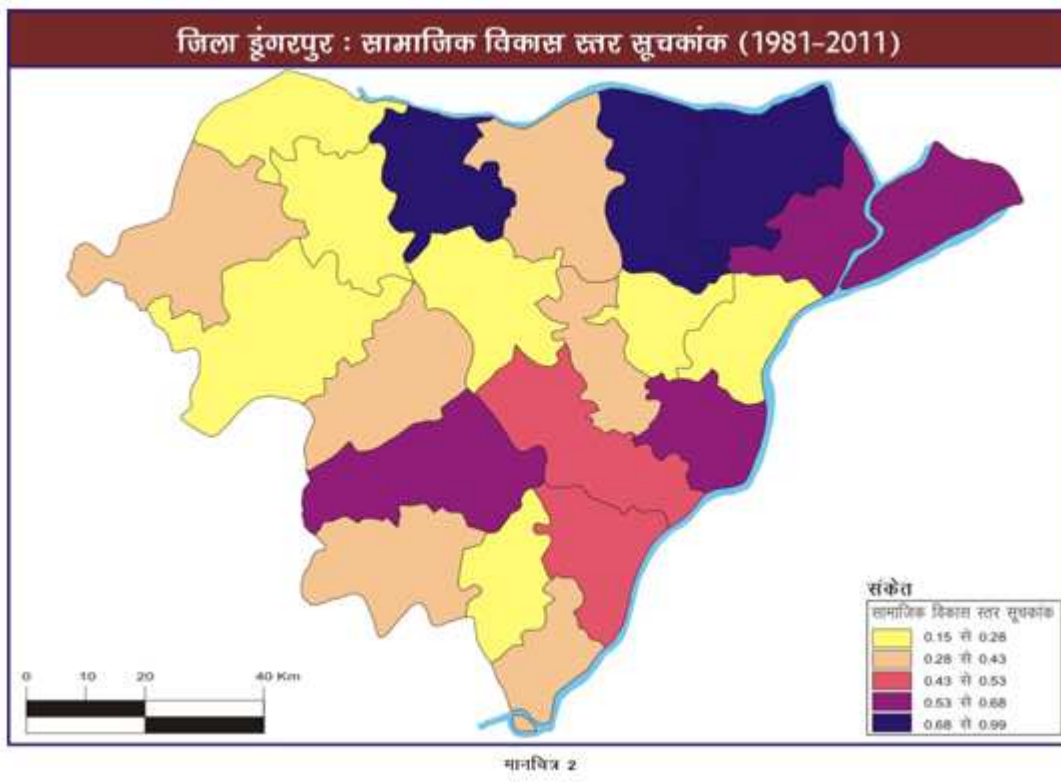 जिला डूंगरपुर : सामाजिक विकास स्तर सूचकांक (1981-2011)
संकेत
सामाजिक विकास स्तर सूचकांक
0.15 से 0.28
0.28 से 0.43
0.43 से 0.53
0.53 से 0.68
0.68 से 0.99
0 10 20 40 Km
मानचित्र 2